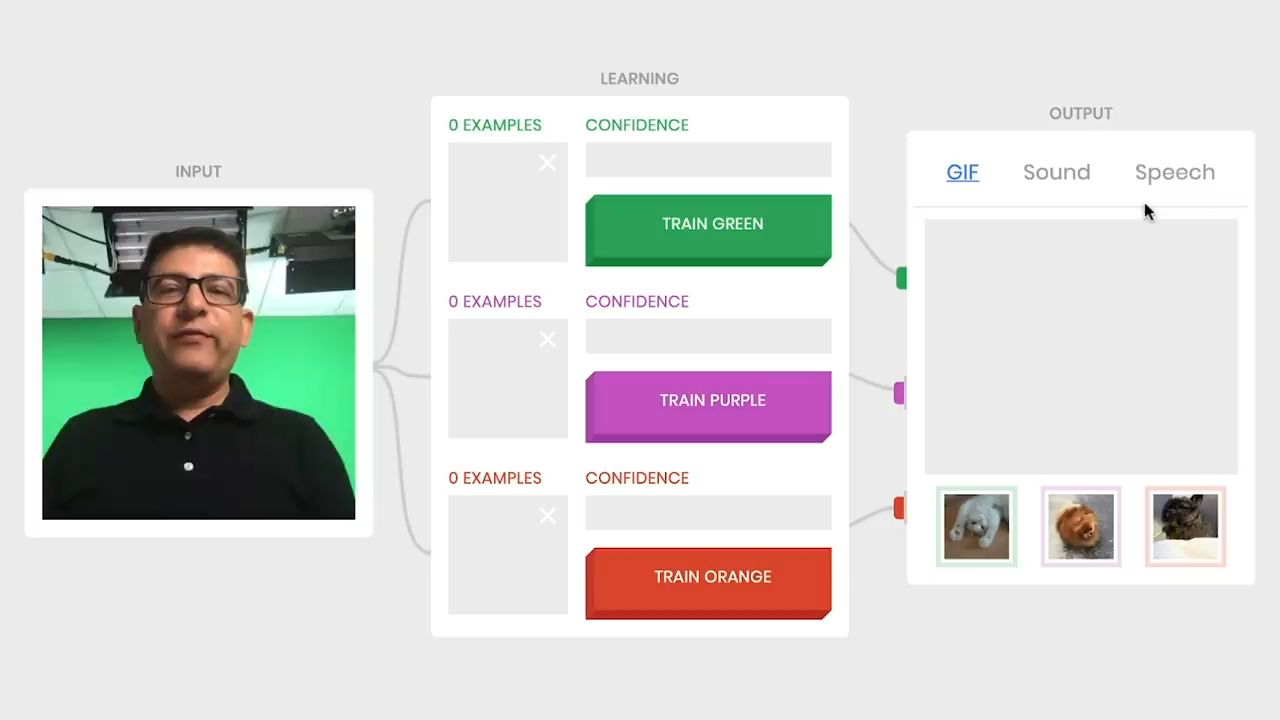 LEARNING
INPUT
0 EXAMPLES
CONFIDENCE
TRAIN GREEN
0 EXAMPLES
CONFIDENCE
TRAIN PURPLE
0 EXAMPLES
CONFIDENCE
TRAIN ORANGE
OUTPUT
GIF Sound Speech